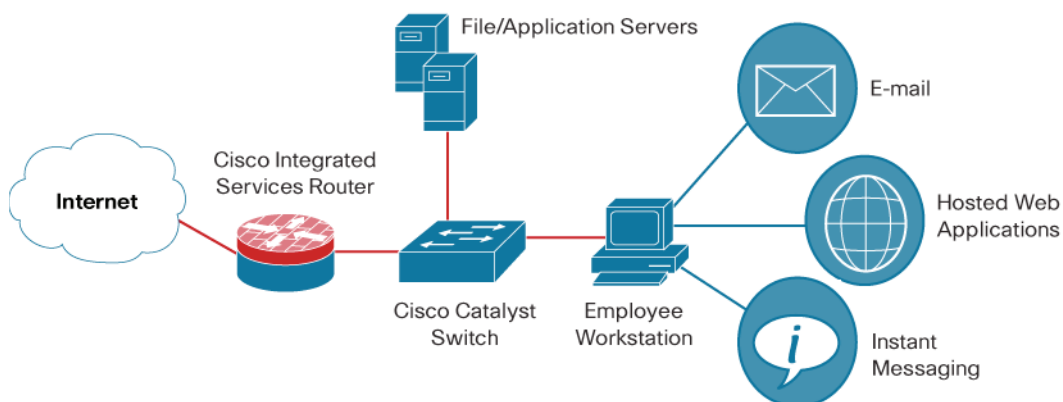 File/Application Servers
E-mail
Cisco Integrated
Services Router
Internet
Hosted Web
Applications
Cisco Catalyst
Switch
Employee
Workstation
i
Instant
Messaging